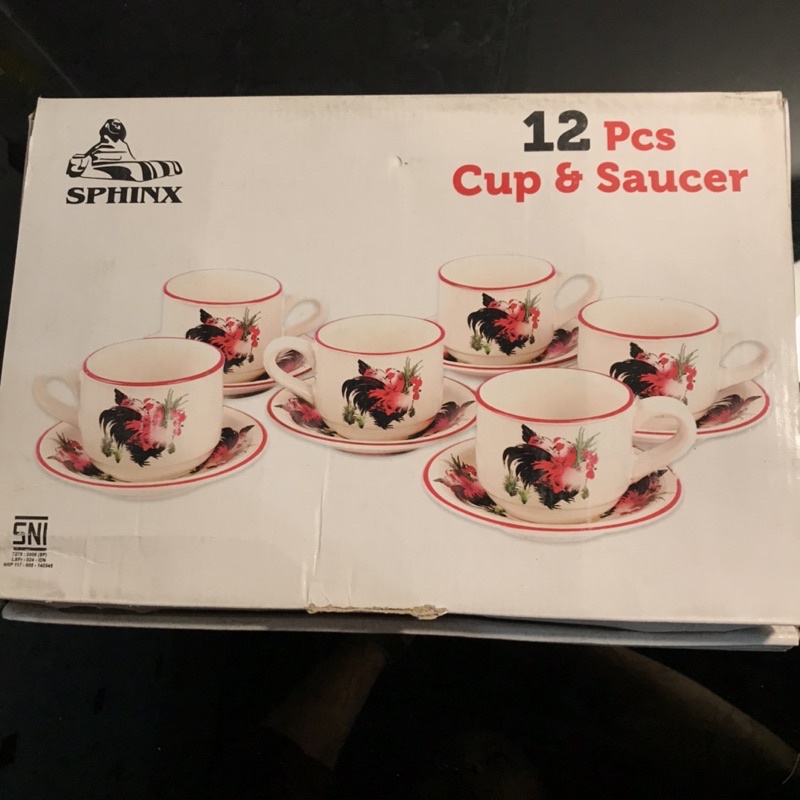 SPHINX
12 Pcs
Cup & Saucer
SNI